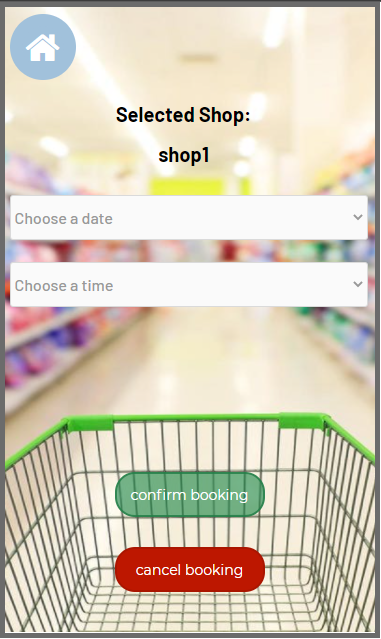 Selected Shop:
shop1
Choose a date
Choose a time
confirm booking
cancel booking